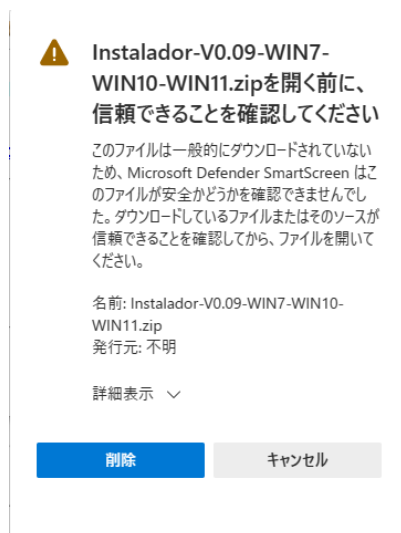 Instalador-V0.09-WIN7-
WIN10-WIN11.zipを開く前に、
信頼できることを確認してください
このファイルは一般的にダウンロードされていない
ため、Microsoft Defender SmartScreen はこ
のファイルが安全かどうかを確認できませんでし
た。ダウンロードしているファイルまたはそのソースが
信頼できることを確認してから、ファイルを開いて
ください。
名前: Instalador-V0.09-WIN7-WIN10-
WIN11.zip
発行元: 不明
詳細表示
削除
キャンセル